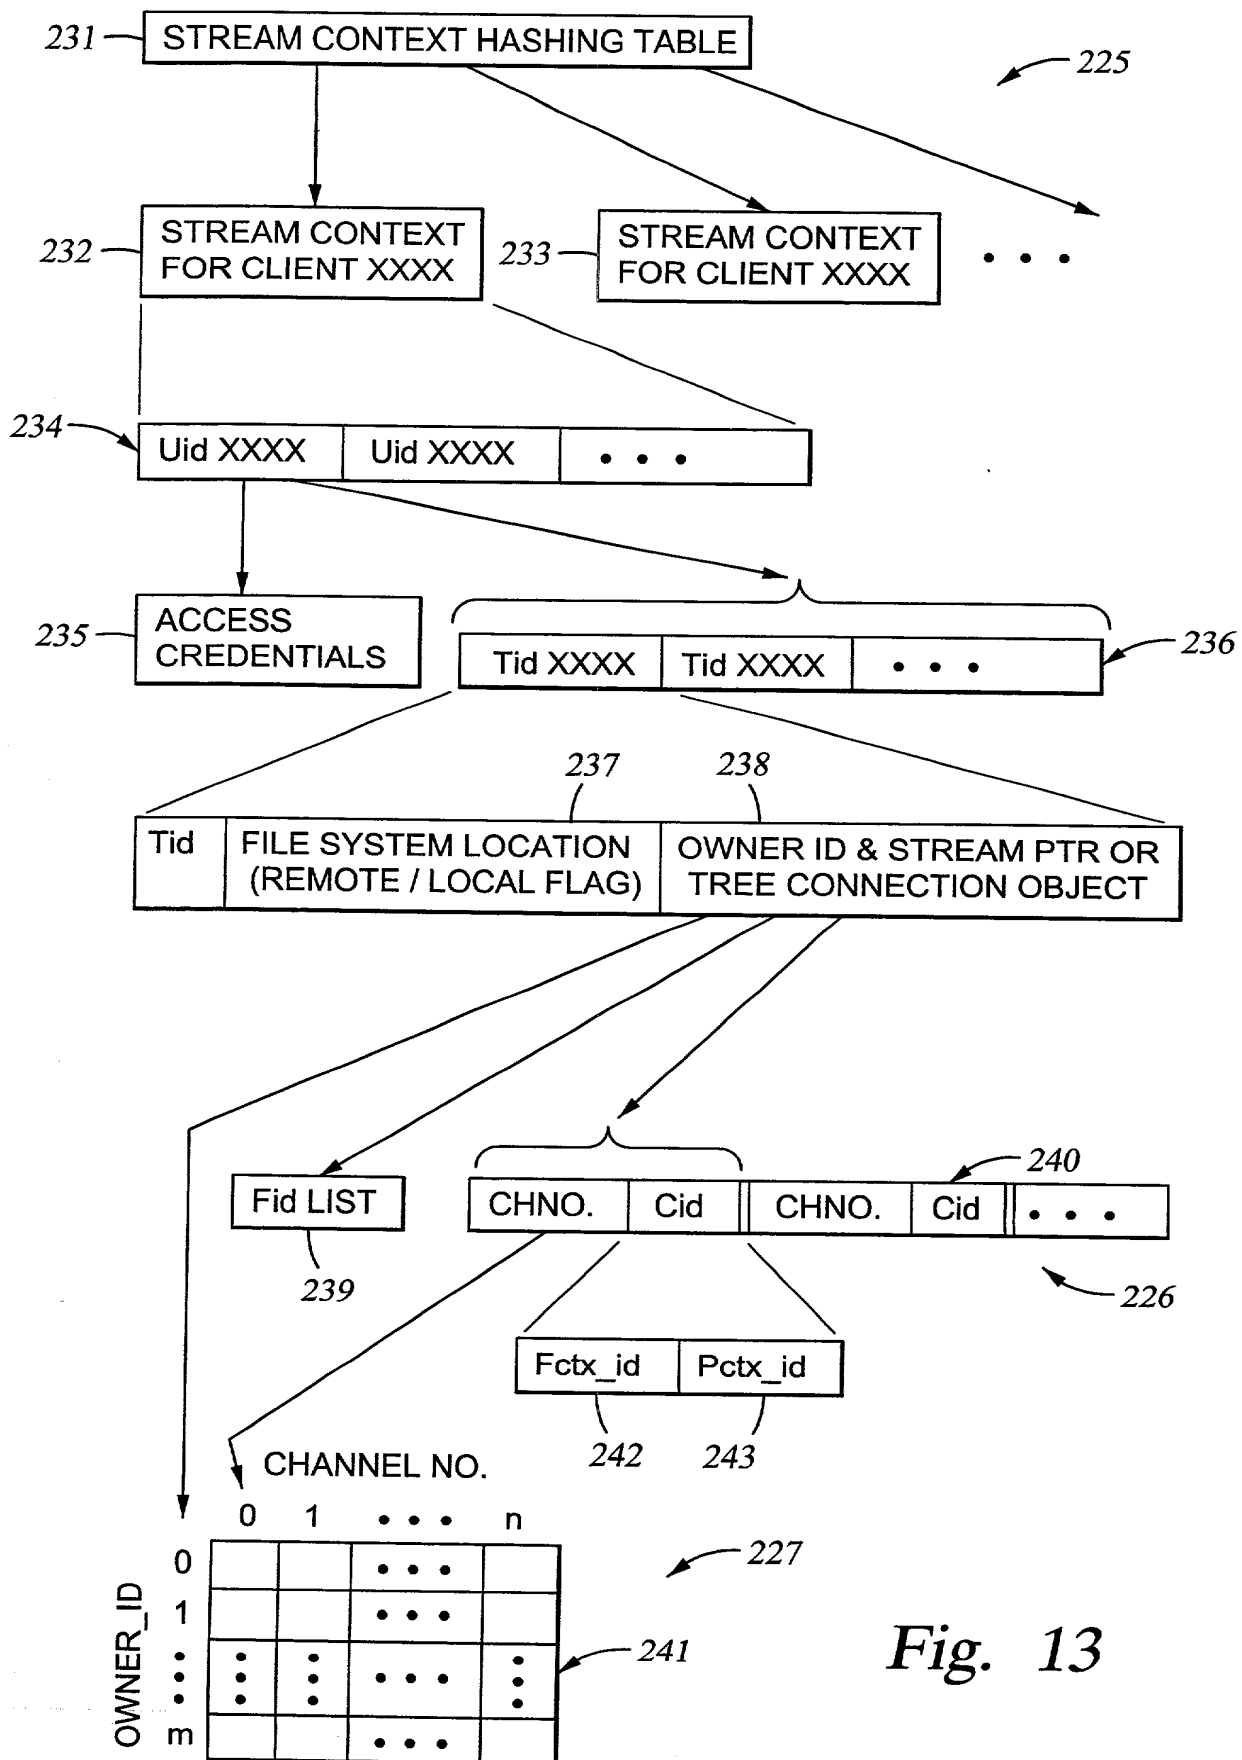 231 STREAM CONTEXT HASHING TABLE
225
232 STREAM CONTEXT FOR CLIENT XXXX
233 STREAM CONTEXT FOR CLIENT XXXX • • •
234 Uid XXXX Uid XXXX • • •
235 ACCESS CREDENTIALS
Tid XXXX Tid XXXX • • • 236
237 238
Tid FILE SYSTEM LOCATION (REMOTE / LOCAL FLAG) OWNER ID & STREAM PTR OR TREE CONNECTION OBJECT
240
Fid LIST CHNO. Cid CHNO. Cid • • •
239 226
Fctx_id Pctx_id
242 243
CHANNEL NO.
0 1 • • • n
227
OWNER_ID
0 • • •
1 • • •
• • • • • • • • • • • • • • • 241
m • • •
Fig. 13